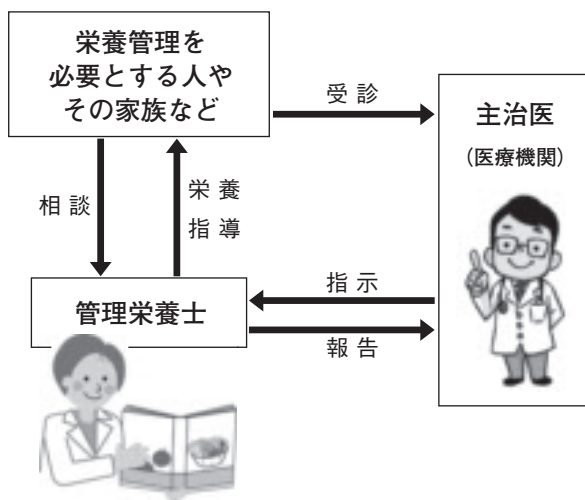 栄養管理を
必要とする人や
その家族など
受診
主治医
（医療機関）
相談
栄養
指導
指示
管理栄養士
報告